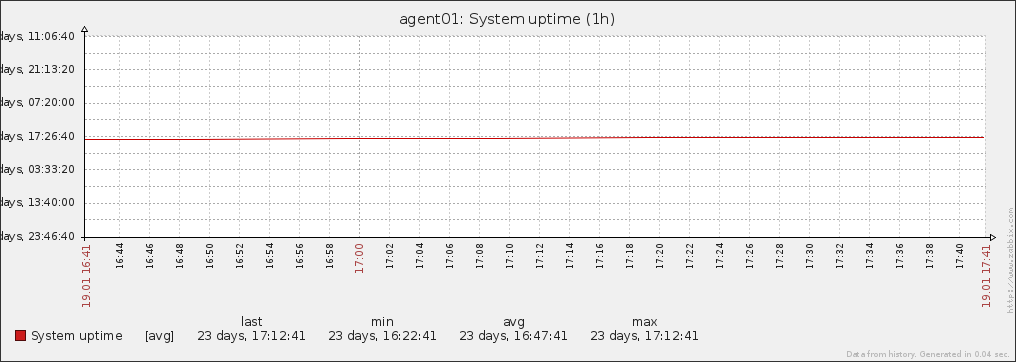 agent01: System uptime (1h)
days, 11:06:40
days, 21:13:20
days, 07:20:00
days, 17:26:40
days, 03:33:20
days, 13:40:00
days, 23:46:40
19.01 16:41
16:44
16:46
16:48
16:50
16:52
16:54
16:56
16:58
17:00
17:02
17:04
17:06
17:08
17:10
17:12
17:14
17:16
17:18
17:20
17:22
17:24
17:26
17:28
17:30
17:32
17:34
17:36
17:38
17:40
19.01 17:41
last min avg max
System uptime [avg] 23 days, 17:12:41 23 days, 16:22:41 23 days, 16:47:41 23 days, 17:12:41
http://www.zabbix.com
Data from history. Generated in 0.04 sec.